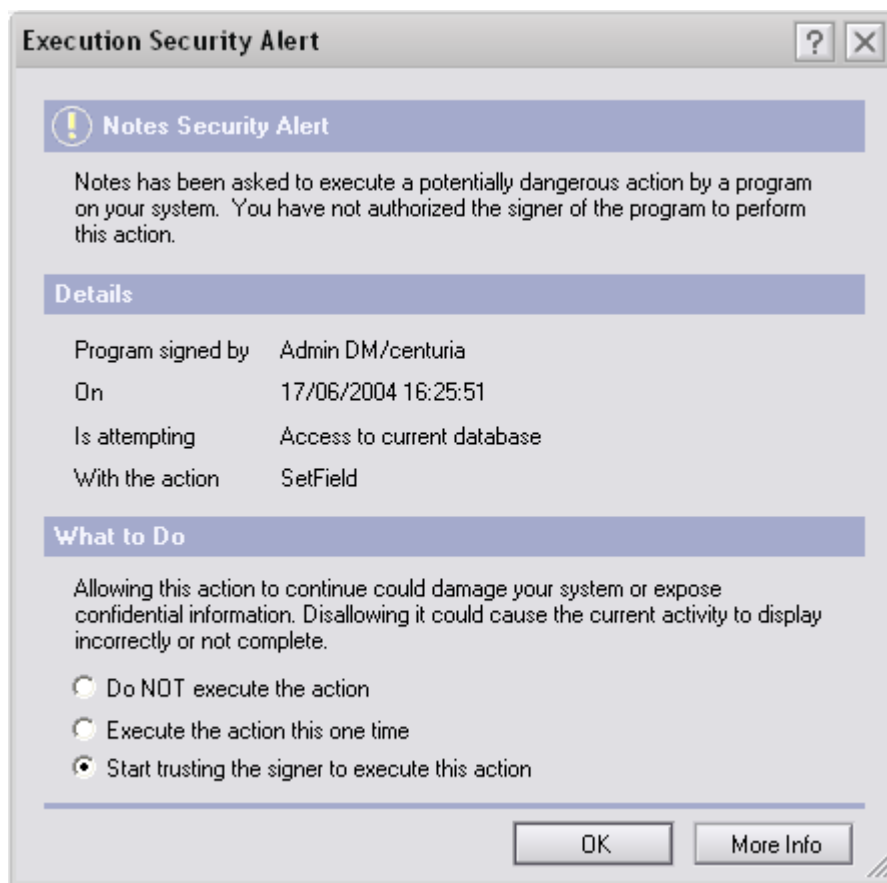 Execution Security Alert
Notes Security Alert
Notes has been asked to execute a potentially dangerous action by a program
on your system.  You have not authorized the signer of the program to perform
this action.
Details
Program signed by Admin DM/centuria
On 17/06/2004 16:25:51
Is attempting Access to current database
With the action SetField
What to Do
Allowing this action to continue could damage your system or expose
confidential information. Disallowing it could cause the current activity to display
incorrectly or not complete.
Do NOT execute the action
Execute the action this one time
Start trusting the signer to execute this action
OK More Info